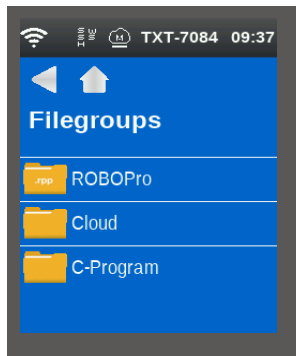 M TXT-7084 09:37
Filegroups
.rpp ROBOPro
Cloud
C-Program